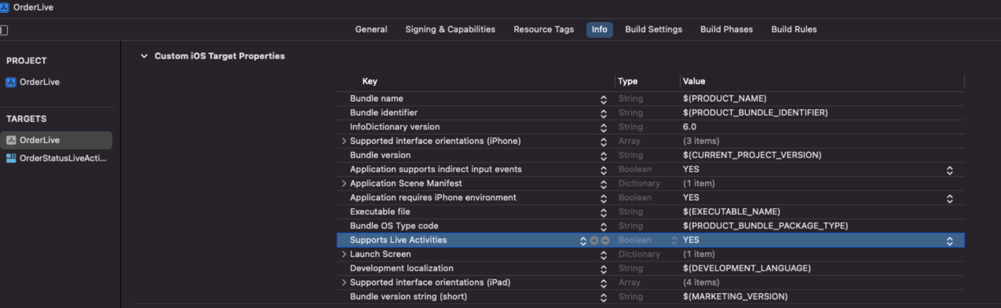 OrderLive
General Signing & Capabilities Resource Tags Info Build Settings Build Phases Build Rules
PROJECT
OrderLive
TARGETS
OrderLive
OrderStatusLiveActi...
Custom iOS Target Properties
Key Type Value
Bundle name String $(PRODUCT_NAME)
Bundle identifier String $(PRODUCT_BUNDLE_IDENTIFIER)
InfoDictionary version String 6.0
Supported interface orientations (iPhone) Array (3 items)
Bundle version String $(CURRENT_PROJECT_VERSION)
Application supports indirect input events Boolean YES
Application Scene Manifest Dictionary (1 item)
Application requires iPhone environment Boolean YES
Executable file String $(EXECUTABLE_NAME)
Bundle OS Type code String $(PRODUCT_BUNDLE_PACKAGE_TYPE)
Supports Live Activities Boolean YES
Launch Screen Dictionary (1 item)
Development localization String $(DEVELOPMENT_LANGUAGE)
Supported interface orientations (iPad) Array (4 items)
Bundle version string (short) String $(MARKETING_VERSION)